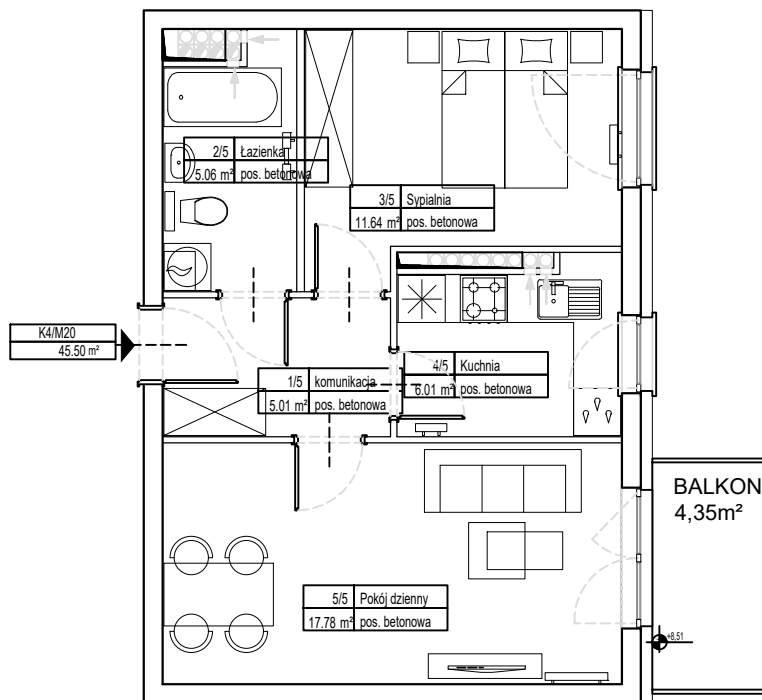 2/5 Łazienka
5.06 m² pos. betonowa
3/5 Sypialnia
11.64 m² pos. betonowa
K4/M20
45.50 m²
4/5 Kuchnia
6.01 m² pos. betonowa
1/5 komunikacja
5.01 m² pos. betonowa
BALKON
4,35m²
5/5 Pokój dzienny
17.78 m² pos. betonowa
+8.51